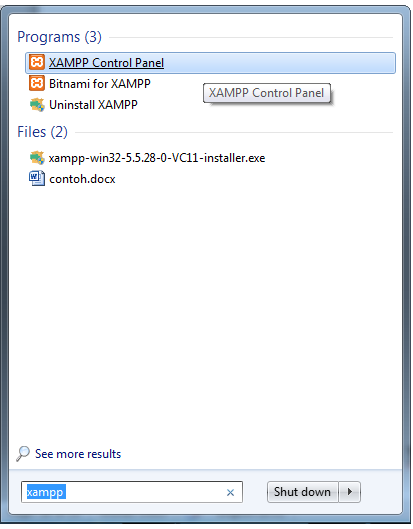 Programs (3)
XAMPP Control Panel
Bitnami for XAMPP
XAMPP Control Panel
Uninstall XAMPP
Files (2)
xampp-win32-5.5.28-0-VC11-installer.exe
contoh.docx
See more results
xampp
Shut down